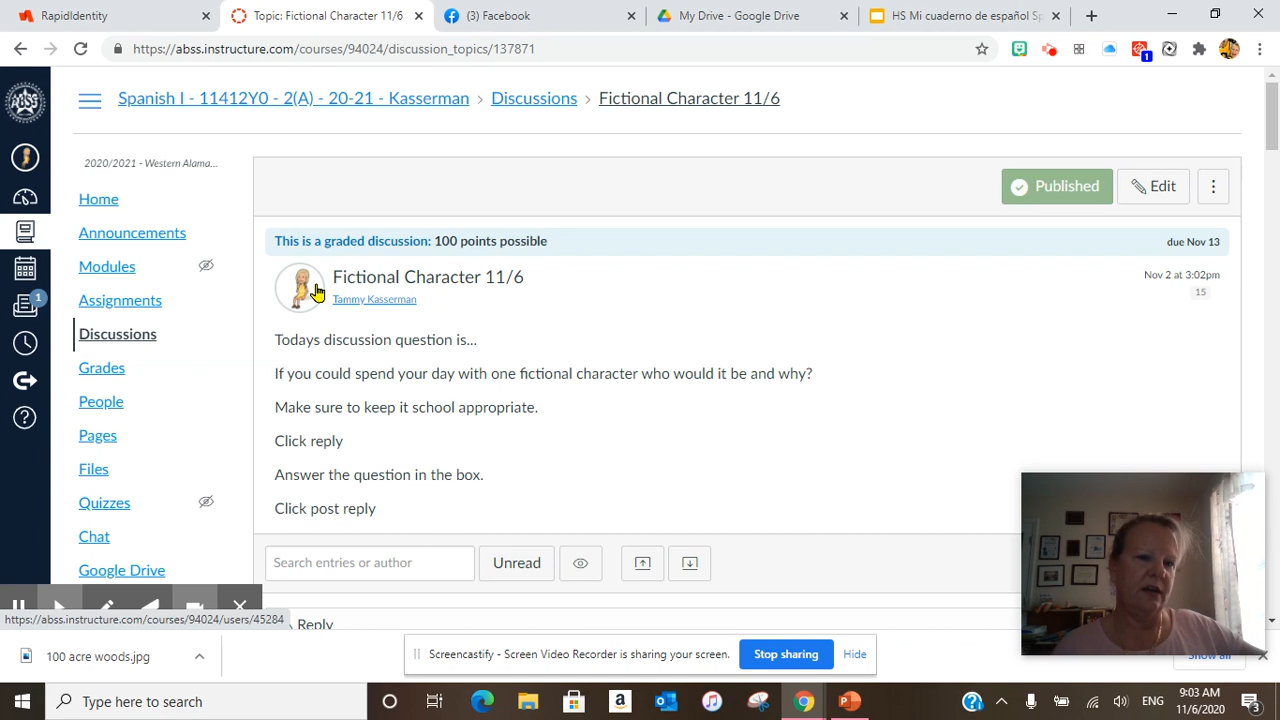 RapidIdentity
Topic: Fictional Character 11/6
Facebook
My Drive - Google Drive
HS Mi cuaderno de español Sp
https://abss.instructure.com/courses/94024/discussion_topics/137871
1
ABSS
Spanish I - 11412Y0 - 2(A) - 20-21 - Kasserman
Discussions
Fictional Character 11/6
2020/2021 - Western Alama...
Home
Announcements
Modules
Assignments
Discussions
Grades
People
Pages
Files
Quizzes
Chat
Google Drive
1
Published
Edit
This is a graded discussion: 100 points possible
due Nov 13
Fictional Character 11/6
Tammy Kasserman
Nov 2 at 3:02pm
15
Todays discussion question is...
If you could spend your day with one fictional character who would it be and why?
Make sure to keep it school appropriate.
Click reply
Answer the question in the box.
Click post reply
Search entries or author
Unread
Reply
https://abss.instructure.com/courses/94024/users/45284
100 acre woods.jpg
Screencastify - Screen Video Recorder is sharing your screen.
Stop sharing
Hide
Show all
Type here to search
ENG
9:03 AM
11/6/2020
3